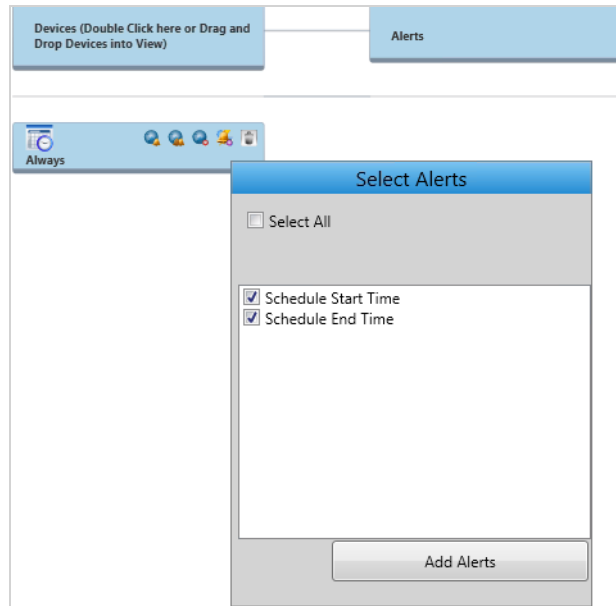 Devices (Double Click here or Drag and
Drop Devices into View)
Alerts
Always
Select Alerts
Select All
Schedule Start Time
Schedule End Time
Add Alerts